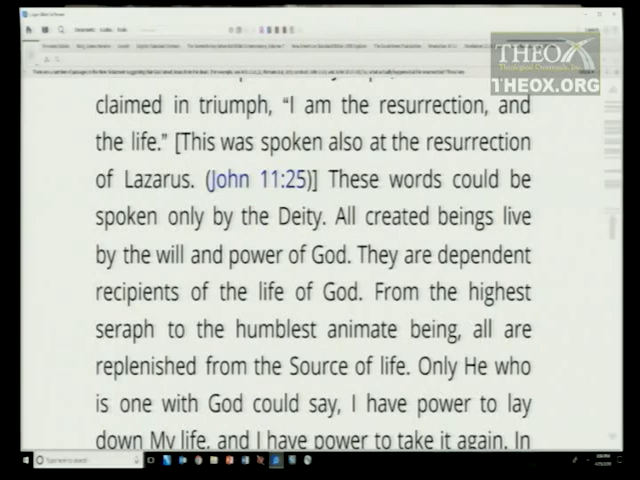 THEOX
THEOX.ORG
claimed in triumph, “I am the resurrection, and
the life.” [This was spoken also at the resurrection
of Lazarus. (John 11:25)] These words could be
spoken only by the Deity. All created beings live
by the will and power of God. They are dependent
recipients of the life of God. From the highest
seraph to the humblest animate being, all are
replenished from the Source of life. Only He who
is one with God could say, I have power to lay
down My life, and I have power to take it again. In